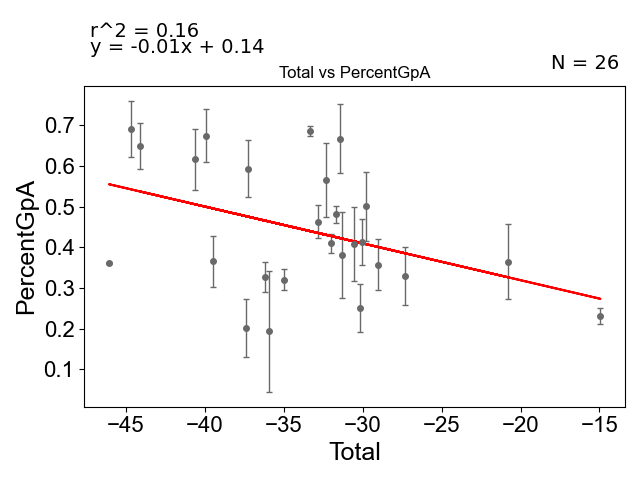 r^2 = 0.16
y = -0.01x + 0.14
N = 26
Total vs PercentGpA
PercentGpA
0.7
0.6
0.5
0.4
0.3
0.2
0.1
−45 −40 −35 −30 −25 −20 −15
Total